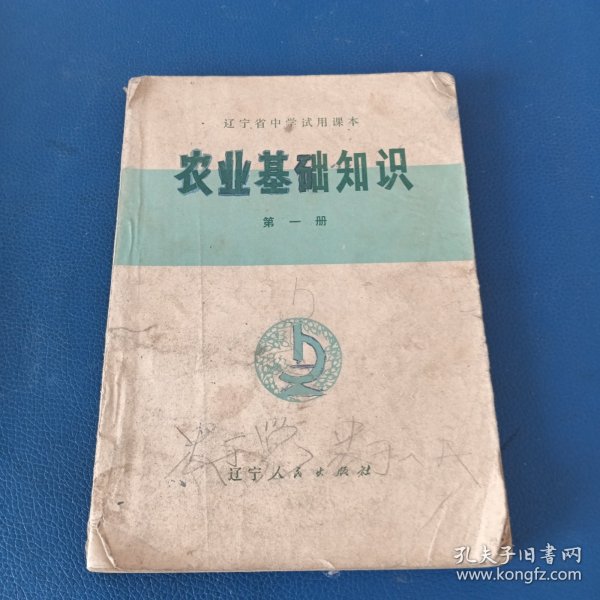 辽宁省中学试用课本
农业基础知识
第一册
辽宁人民出版社
孔夫子旧书网
www.kongfz.com